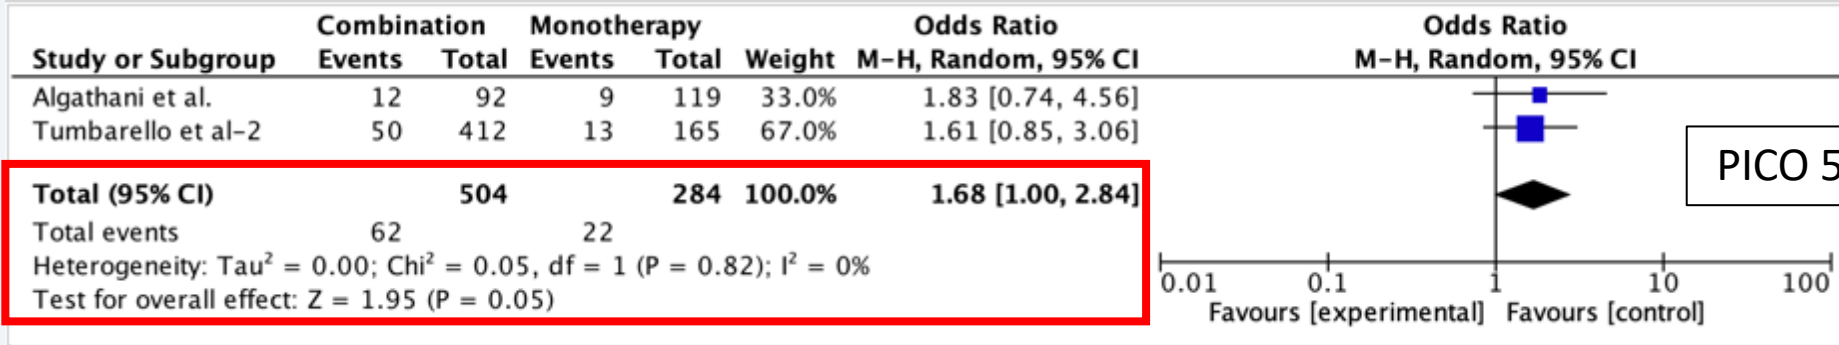 Combination Monotherapy Odds Ratio Odds Ratio
Study or Subgroup Events Total Events Total Weight M-H, Random, 95% CI M-H, Random, 95% CI
Algathani et al. 12 92 9 119 33.0% 1.83 [0.74, 4.56]
Tumbarello et al-2 50 412 13 165 67.0% 1.61 [0.85, 3.06]
PICO 5
Total (95% CI) 504 284 100.0% 1.68 [1.00, 2.84]
Total events 62 22
Heterogeneity: Tau² = 0.00; Chi² = 0.05, df = 1 (P = 0.82); I² = 0%
Test for overall effect: Z = 1.95 (P = 0.05)
0.01 0.1 1 10 100
Favours [experimental] Favours [control]